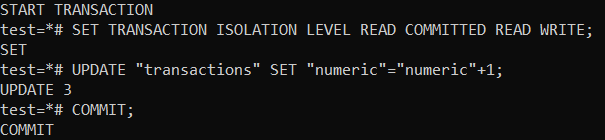 START TRANSACTION
test=*# SET TRANSACTION ISOLATION LEVEL READ COMMITTED READ WRITE;
SET
test=*# UPDATE "transactions" SET "numeric"="numeric"+1;
UPDATE 3
test=*# COMMIT;
COMMIT